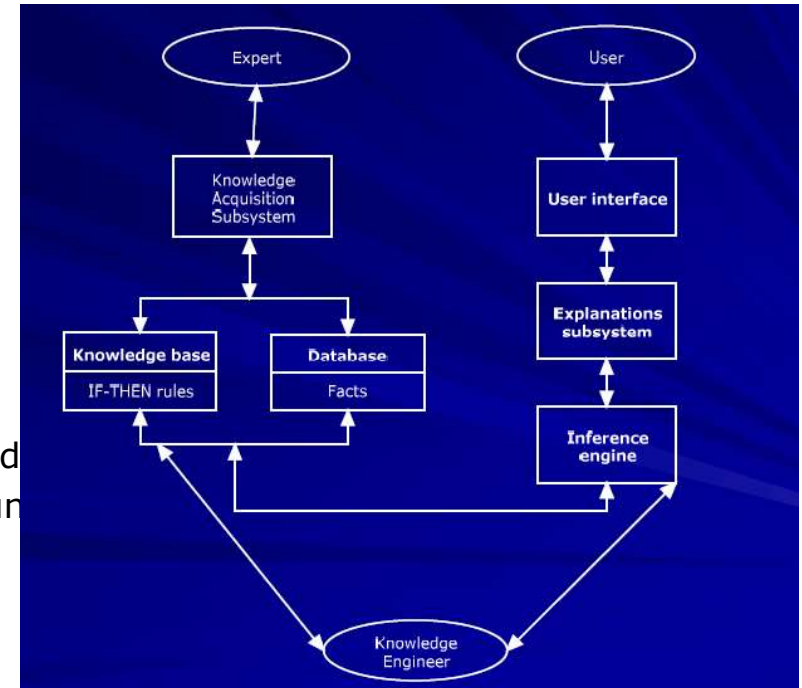 Expert
User
Knowledge
Acquisition
Subsystem
User interface
Explanations
subsystem
Knowledge base
IF-THEN rules
Database
Facts
Inference
engine
Knowledge
Engineer